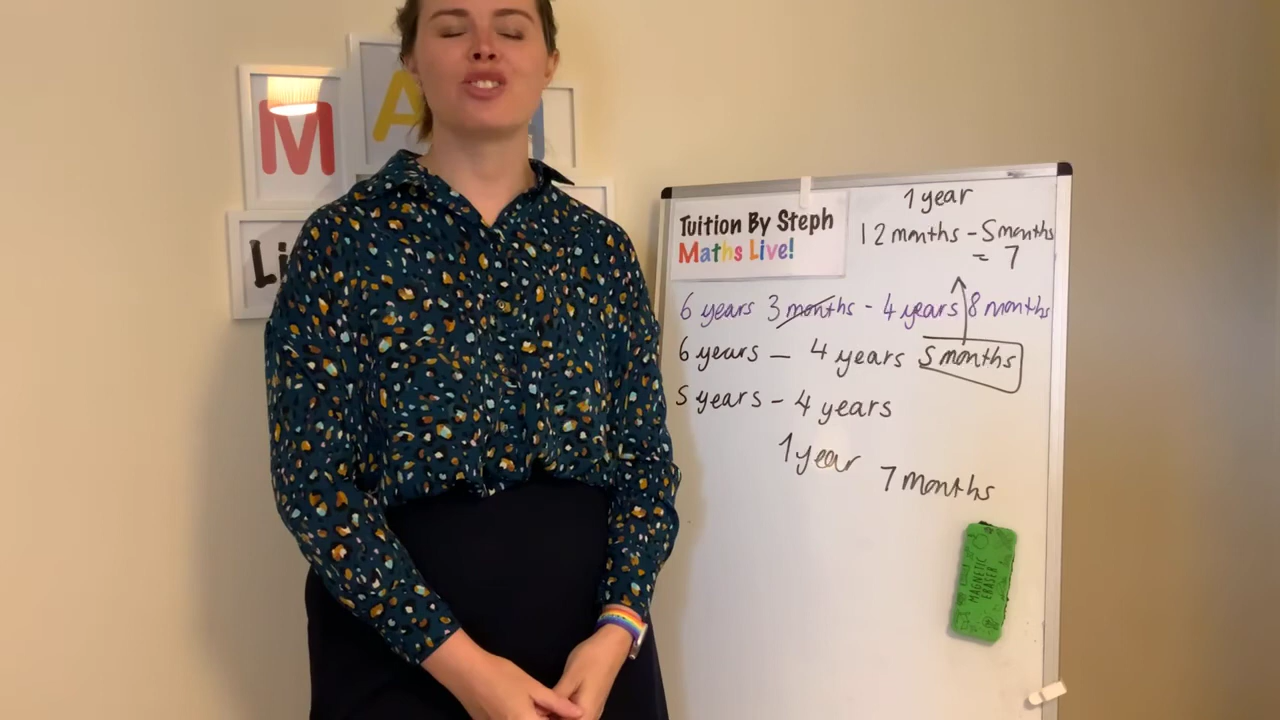 M A
Li
Tuition By Steph
Maths Live!
1 year
12 months - 5 months
= 7
6 years 3 months - 4 years 8 months
6 years - 4 years 5 months
5 years - 4 years
1 year
7 months
MAGNETIC
ERASER